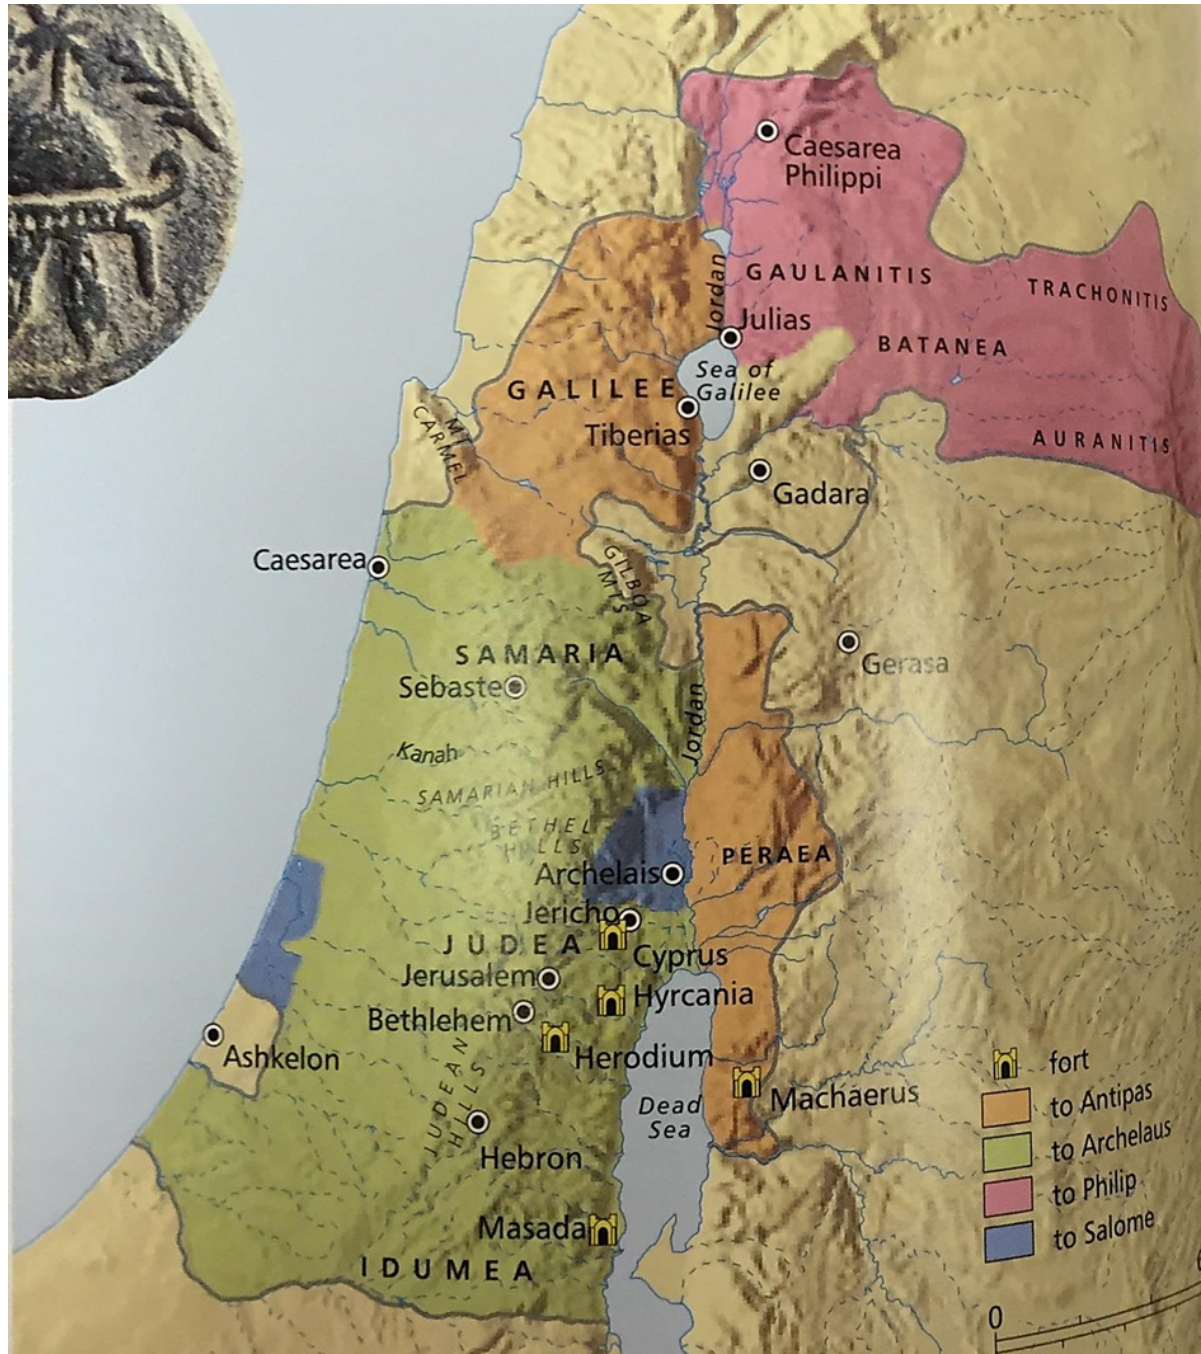 Caesarea
Philippi
Jordan
GAULANITIS
TRACHONITIS
Julias
BATANEA
Sea of
Galilee
GALILEE
MT
CARMEL
Tiberias
AURANITIS
Gadara
Caesarea
GILBOA
MTS
SAMARIA
Gerasa
Sebaste
Jordan
Kanah
SAMARIAN HILLS
BETHEL
HILLS
PERAEA
Archelais
Jericho
JUDEA
Cyprus
Jerusalem
Hyrcania
Bethlehem
Ashkelon
Herodium
JUDEAN
HILLS
Machaerus
Dead
Sea
Hebron
Masada
IDUMEA
fort
to Antipas
to Archelaus
to Philip
to Salome
0